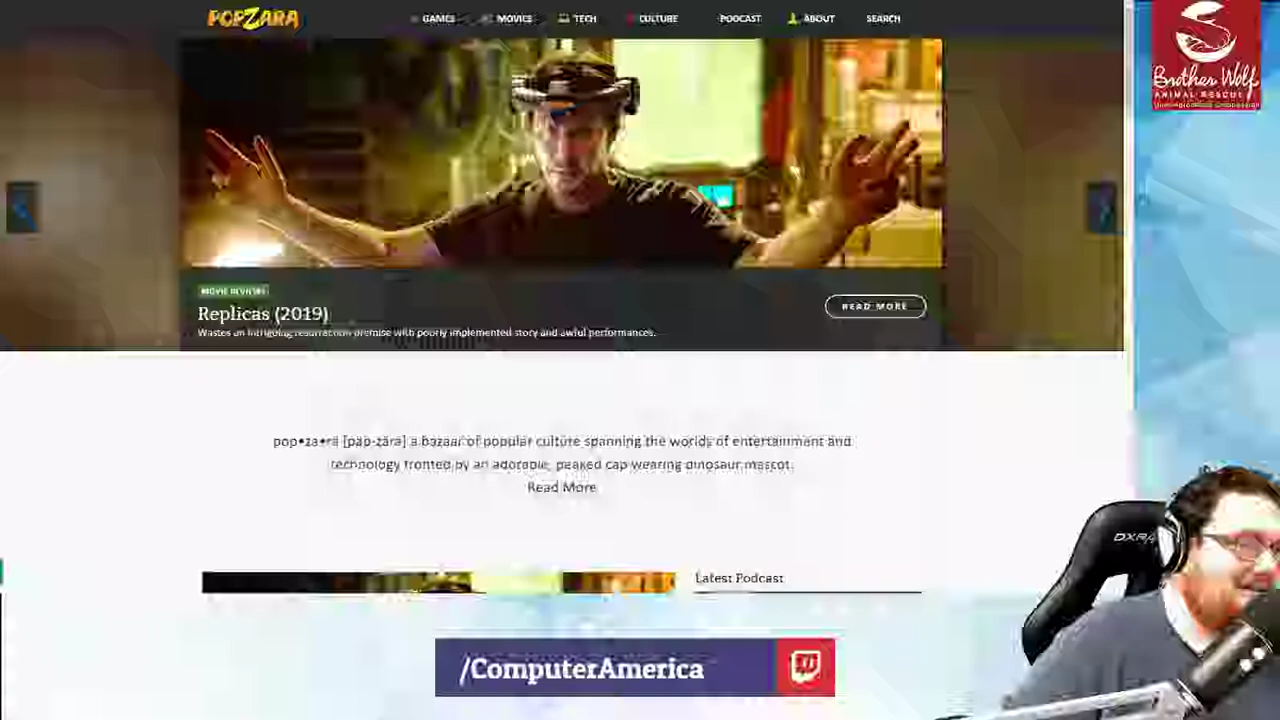 POPZARA
GAMES MOVIES TECH CULTURE PODCAST ABOUT SEARCH
Brother Wolf
ANIMAL RESCUE
MOVIE REVIEWS
Replicas (2019)
READ MORE
Wastes an intriguing resurrection premise with poorly implemented story and awful performances.
pop•za•ra [pap-zara] a bazaar of popular culture spanning the worlds of entertainment and
technology fronted by an adorable, peaked cap wearing dinosaur mascot.
Read More
Latest Podcast
/ComputerAmerica